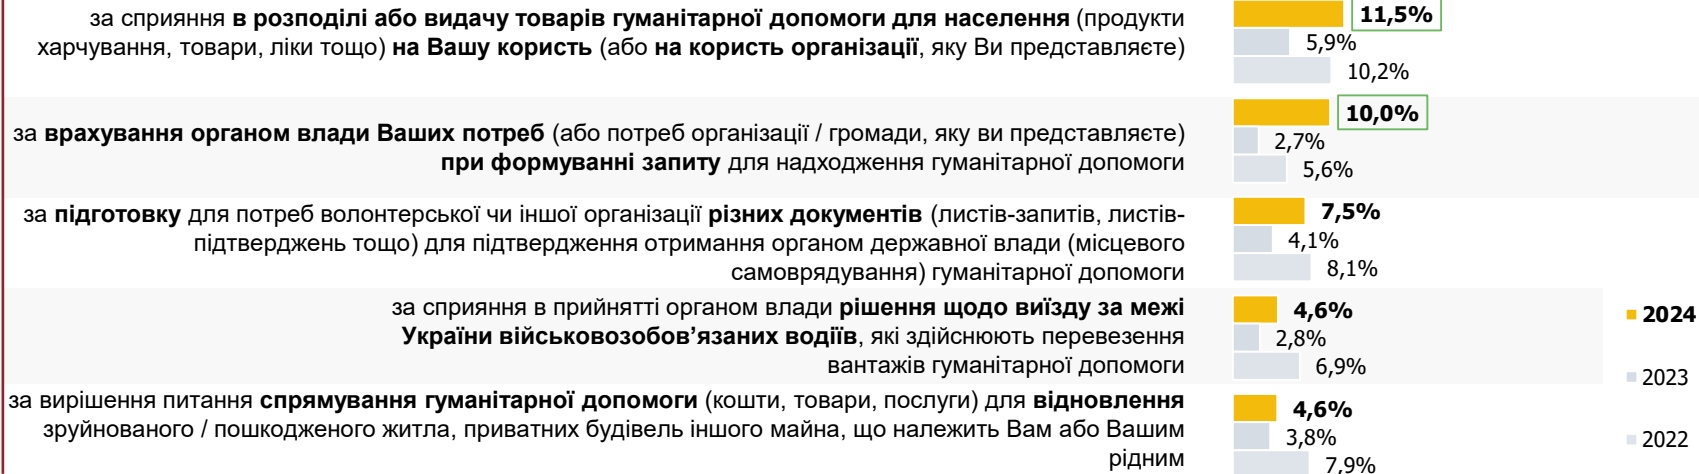 за сприяння в розподілі або видачу товарів гуманітарної допомоги для населення (продукти
харчування, товари, ліки тощо) на Вашу користь (або на користь організації, яку Ви представляєте)
11,5%
5,9%
10,2%
за врахування органом влади Ваших потреб (або потреб організації / громади, яку ви представляєте)
при формуванні запиту для надходження гуманітарної допомоги
10,0%
2,7%
5,6%
за підготовку для потреб волонтерської чи іншої організації різних документів (листів-запитів, листів-
підтверджень тощо) для підтвердження отримання органом державної влади (місцевого
самоврядування) гуманітарної допомоги
7,5%
4,1%
8,1%
за сприяння в прийнятті органом влади рішення щодо виїзду за межі
України військовозобов’язаних водіїв, які здійснюють перевезення
вантажів гуманітарної допомоги
4,6%
2,8%
6,9%
за вирішення питання спрямування гуманітарної допомоги (кошти, товари, послуги) для відновлення
зруйнованого / пошкодженого житла, приватних будівель іншого майна, що належить Вам або Вашим
рідним
4,6%
3,8%
7,9%
2024
2023
2022